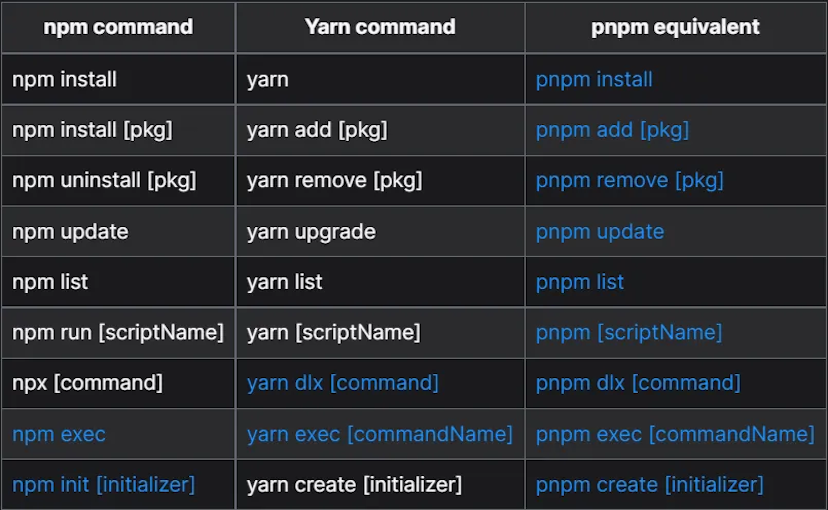 npm command Yarn command pnpm equivalent
npm install yarn pnpm install
npm install [pkg] yarn add [pkg] pnpm add [pkg]
npm uninstall [pkg] yarn remove [pkg] pnpm remove [pkg]
npm update yarn upgrade pnpm update
npm list yarn list pnpm list
npm run [scriptName] yarn [scriptName] pnpm [scriptName]
npx [command] yarn dlx [command] pnpm dlx [command]
npm exec yarn exec [commandName] pnpm exec [commandName]
npm init [initializer] yarn create [initializer] pnpm create [initializer]